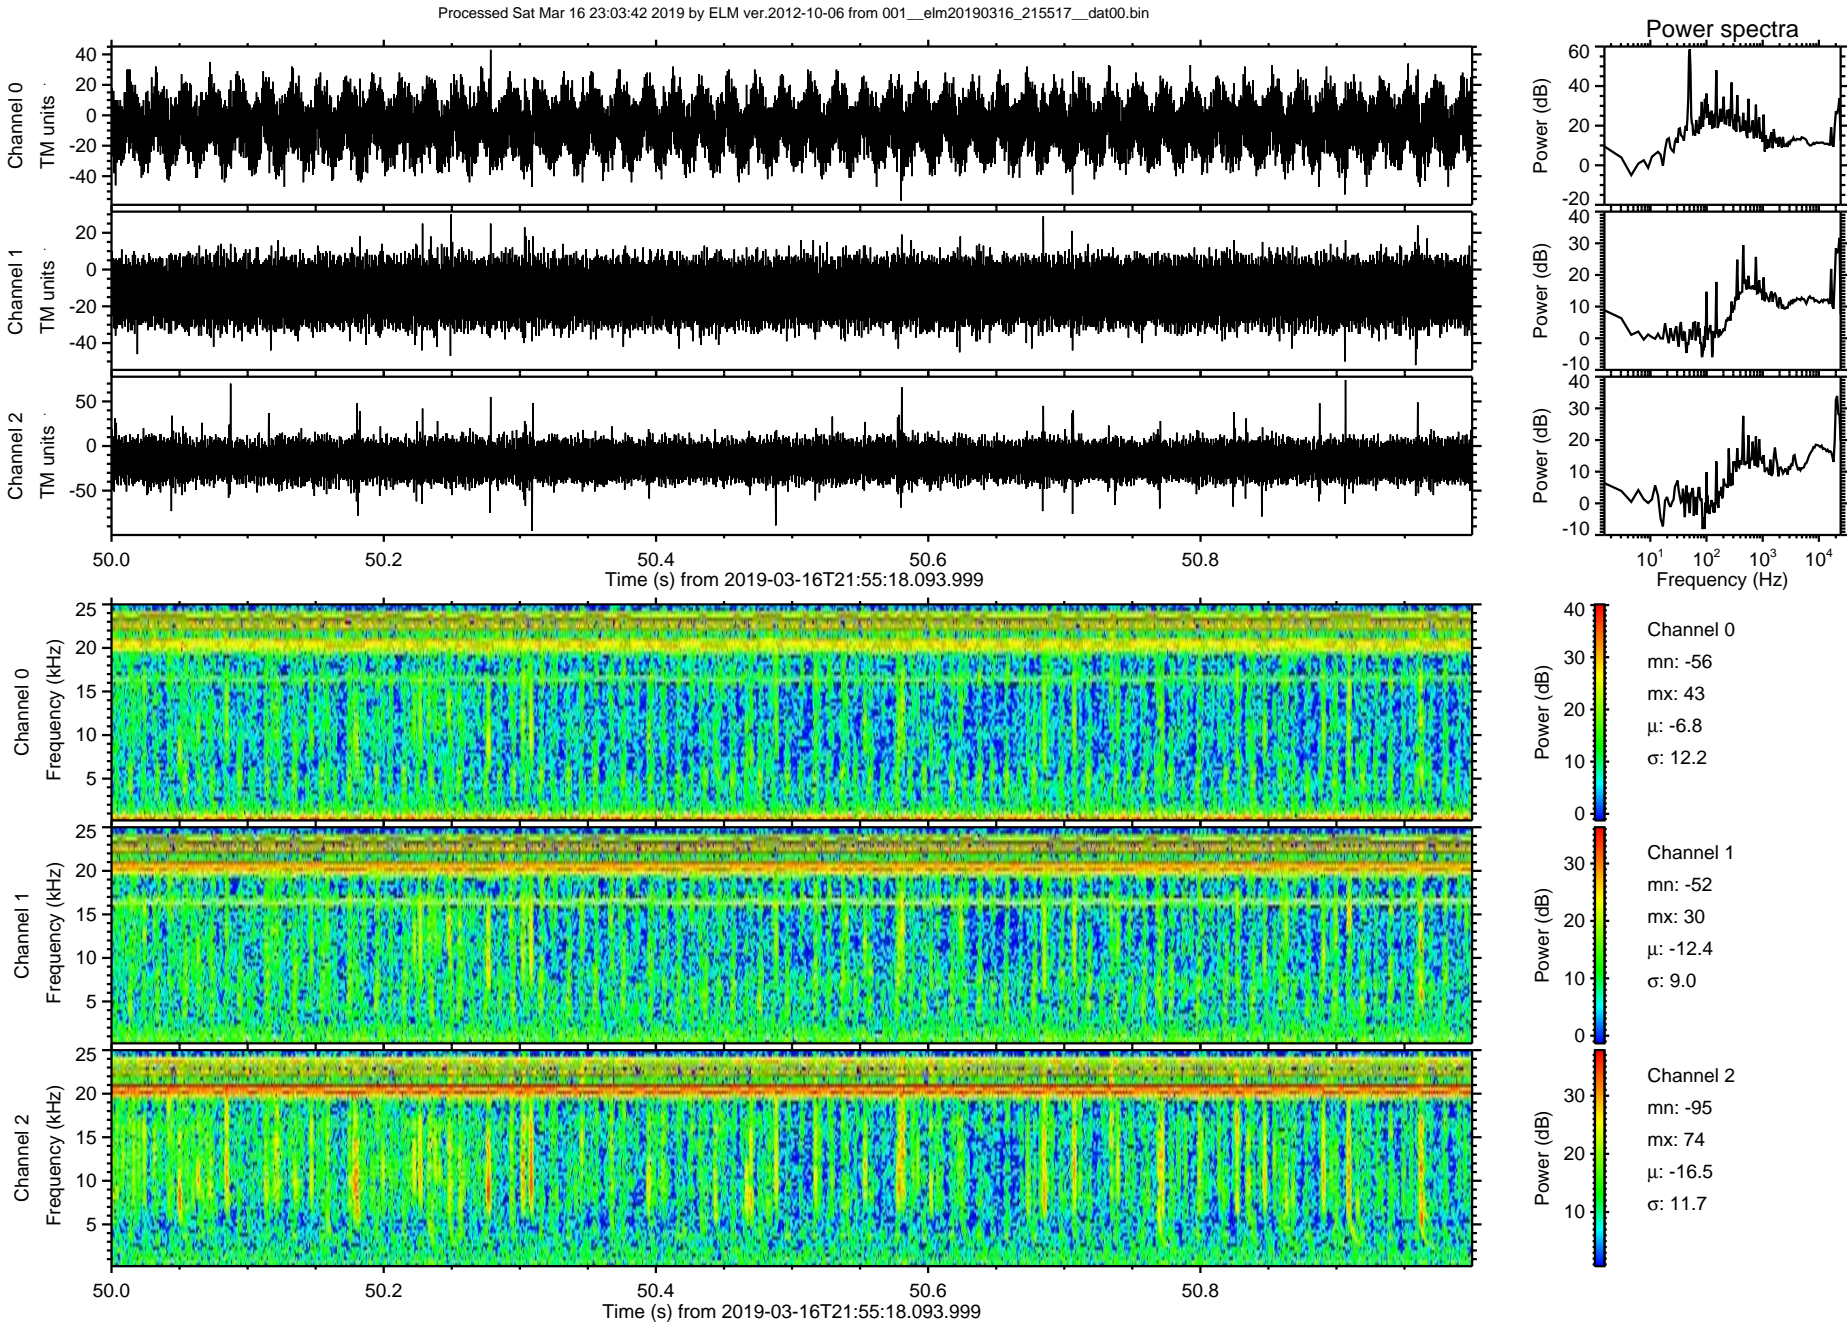 Processed Sat Mar 16 23:03:42 2019 by ELM ver.2012-10-06 from 001__elm20190316_215517__dat00.bin
Power spectra
Channel 0
TM units
40
20
0
-20
-40
Power (dB)
60
40
20
0
-20
Channel 1
TM units
20
0
-20
-40
Power (dB)
40
30
20
10
0
-10
Channel 2
TM units
50
0
-50
Power (dB)
40
30
20
10
0
-10
50.0 50.2 50.4 50.6 50.8
Time (s) from 2019-03-16T21:55:18.093.999
10¹ 10² 10³ 10⁴
Frequency (Hz)
Channel 0
Frequency (kHz)
25
20
15
10
5
Power (dB)
40
30
20
10
0
Channel 0
mn: -56
mx: 43
μ: -6.8
σ: 12.2
Channel 1
Frequency (kHz)
25
20
15
10
5
Power (dB)
30
20
10
0
Channel 1
mn: -52
mx: 30
μ: -12.4
σ: 9.0
Channel 2
Frequency (kHz)
25
20
15
10
5
Power (dB)
30
20
10
Channel 2
mn: -95
mx: 74
μ: -16.5
σ: 11.7
50.0 50.2 50.4 50.6 50.8
Time (s) from 2019-03-16T21:55:18.093.999